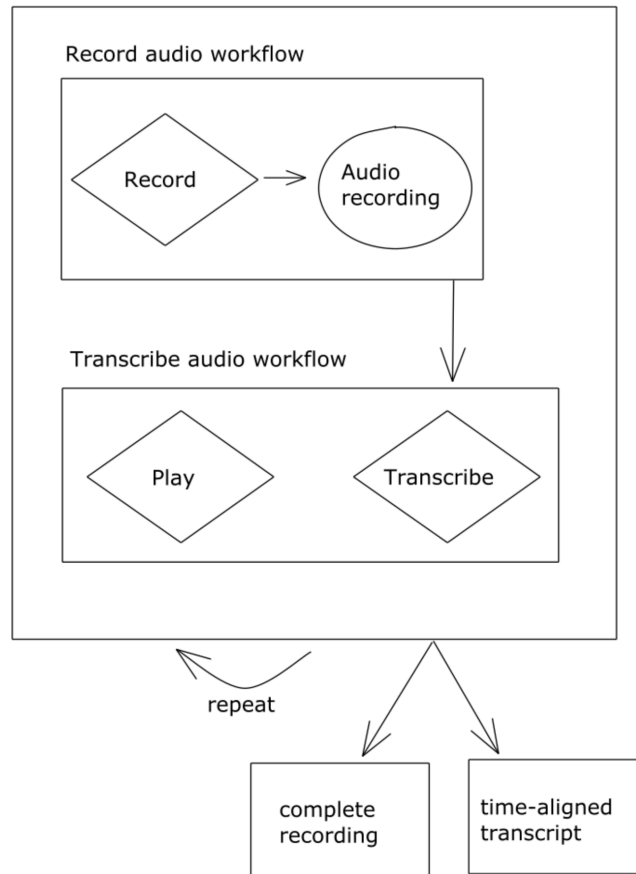 Record audio workflow
Record
Audio
recording
Transcribe audio workflow
Play
Transcribe
repeat
complete
recording
time-aligned
transcript